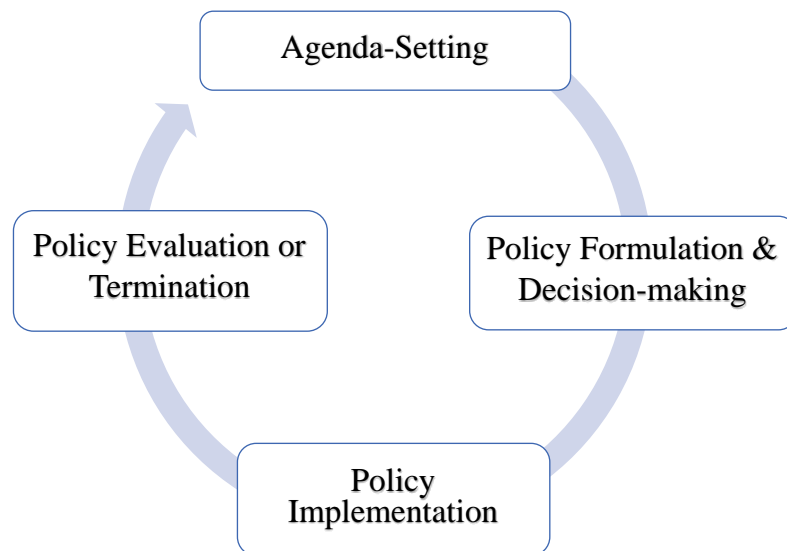 Agenda-Setting
Policy Evaluation or
Termination
Policy Formulation &
Decision-making
Policy
Implementation